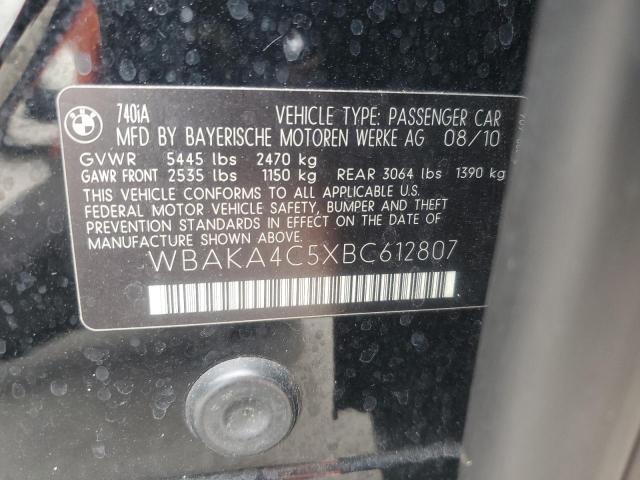 BMW
740iA VEHICLE TYPE: PASSENGER CAR
MFD BY BAYERISCHE MOTOREN WERKE AG 08/10
GVWR 5445 lbs 2470 kg
GAWR FRONT 2535 lbs 1150 kg REAR 3064 lbs 1390 kg
THIS VEHICLE CONFORMS TO ALL APPLICABLE U.S.
FEDERAL MOTOR VEHICLE SAFETY, BUMPER AND THEFT
PREVENTION STANDARDS IN EFFECT ON THE DATE OF
MANUFACTURE SHOWN ABOVE.
WBAKA4C5XBC612807